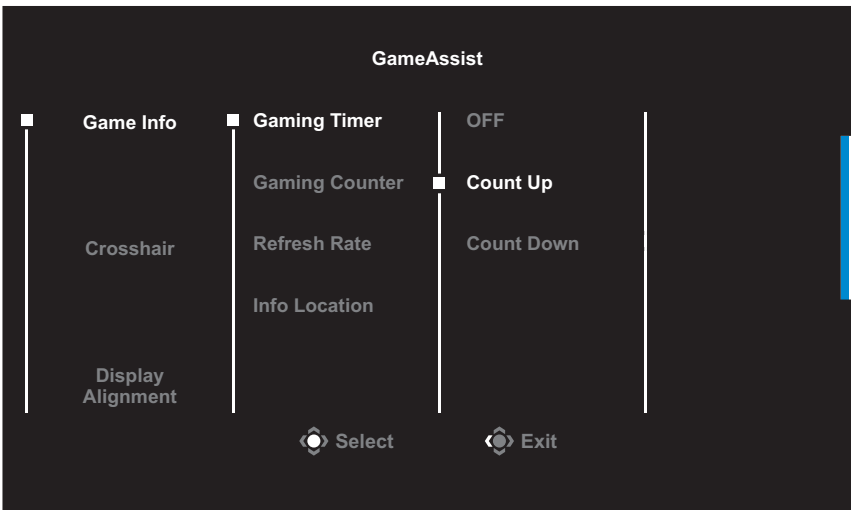 GameAssist
Game Info
Gaming Timer
OFF
Gaming Counter
Count Up
Crosshair
Refresh Rate
Count Down
Info Location
Display
Alignment
Select
Exit